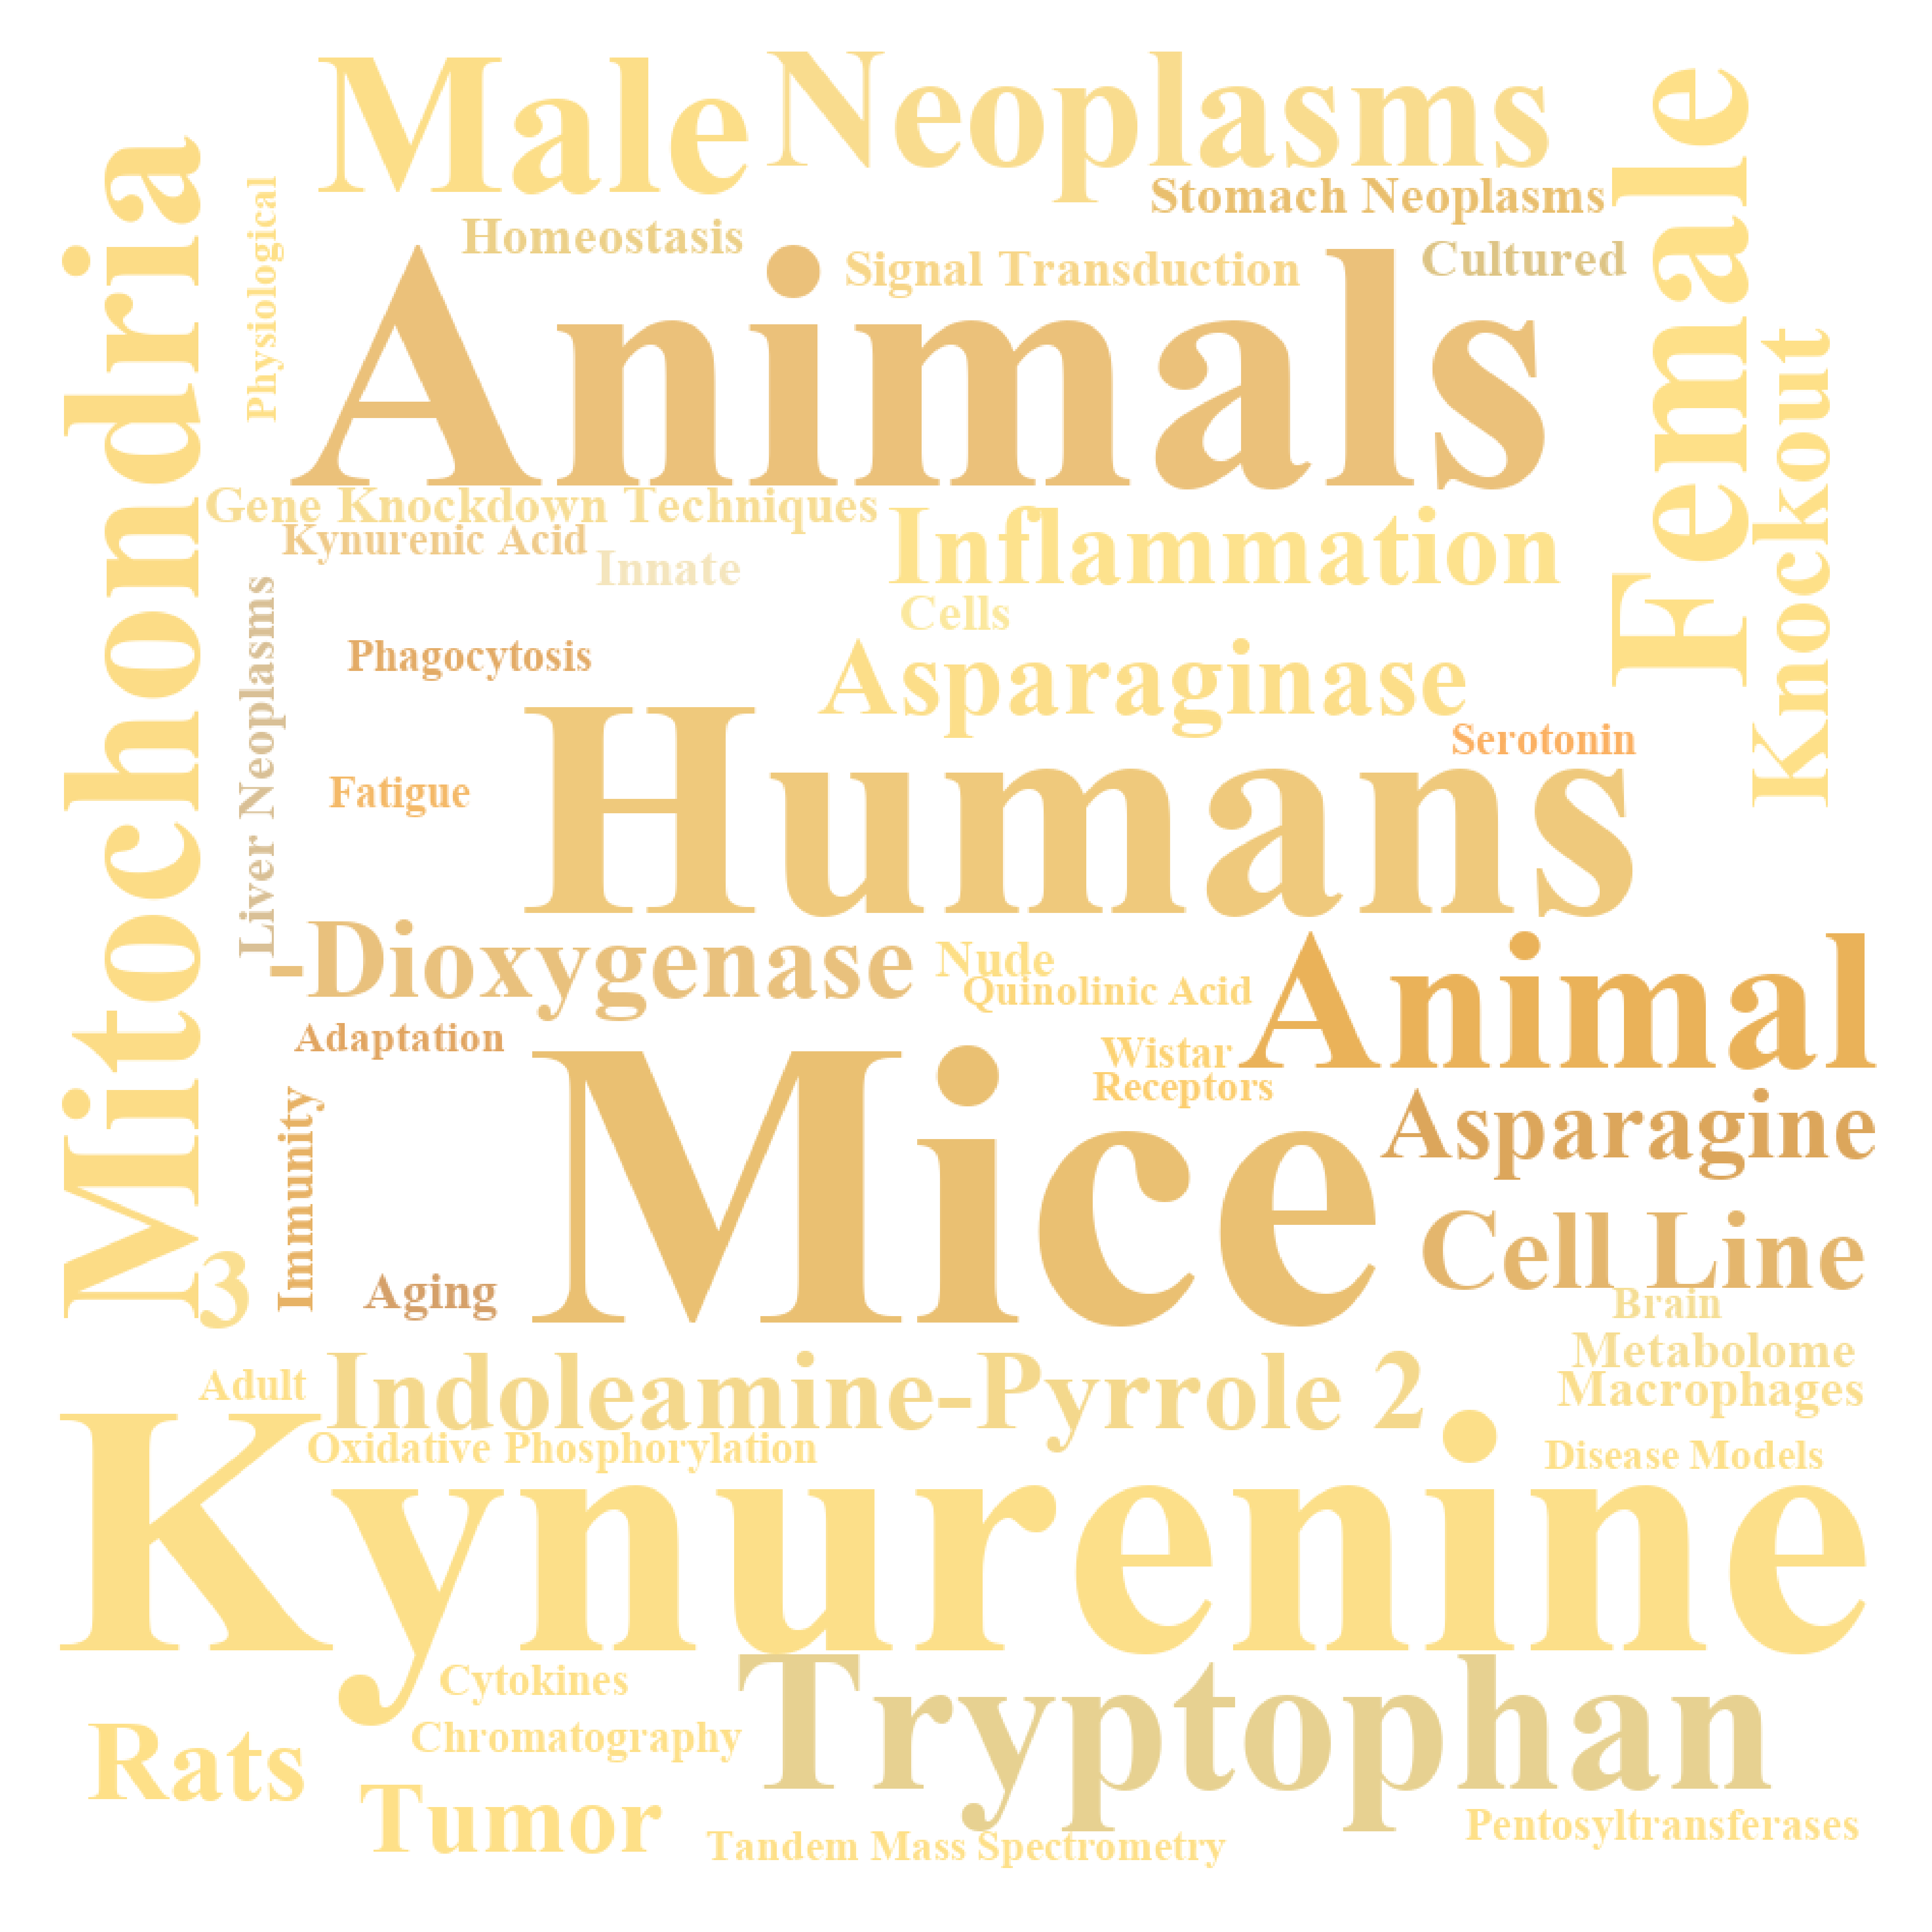 Male
Neoplasms
Female
Mitochondria
Physiological
Stomach Neoplasms
Homeostasis
Signal Transduction
Cultured
Animals
Knockout
Gene Knockdown Techniques
Kynurenic Acid
Innate
Inflammation
Cells
Liver Neoplasms
Phagocytosis
Asparaginase
Serotonin
Fatigue
Humans
-Dioxygenase
Nude
Quinolinic Acid
Animal
Adaptation
Wistar
Receptors
Mice
Asparagine
Immunity
Cell Line
3
Aging
Brain
Metabolome
Macrophages
Adult
Indoleamine-Pyrrole 2
Oxidative Phosphorylation
Disease Models
Kynurenine
Cytokines
Tryptophan
Chromatography
Rats
Tumor
Tandem Mass Spectrometry
Pentosyltransferases